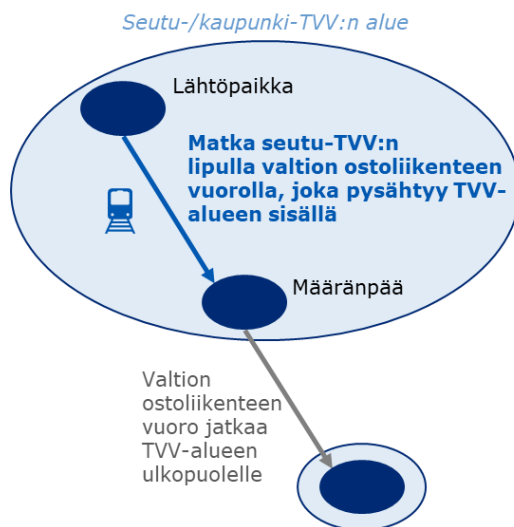 Seutu-/kaupunki-TVV:n alue
Lähtöpaikka
Matka seutu-TVV:n
lipulla valtion ostoliikenteen
vuorolla, joka pysähtyy TVV-
alueen sisällä
Määränpää
Valtion
ostoliikenteen
vuoro jatkaa
TVV-alueen
ulkopuolelle